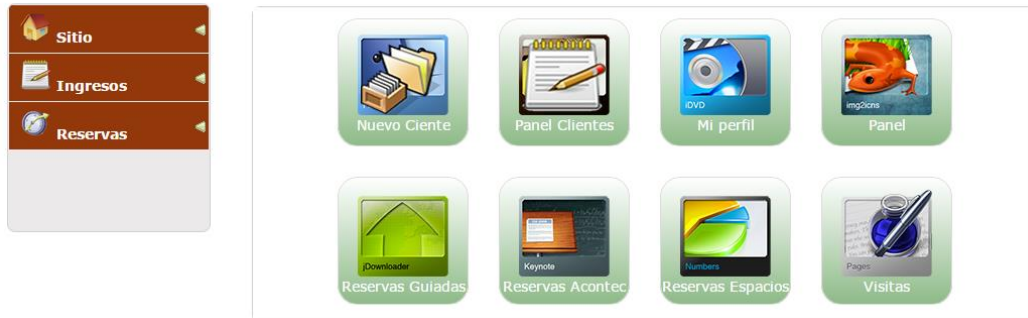 Sitio
Ingresos
Reservas
Nuevo Ciente
Panel Clientes
iDVD
Mi perfil
img2icns
Panel
jDownloader
Reservas Guiadas
Keynote
Reservas Acontec
Numbers
Reservas Espacios
Pages
Visitas